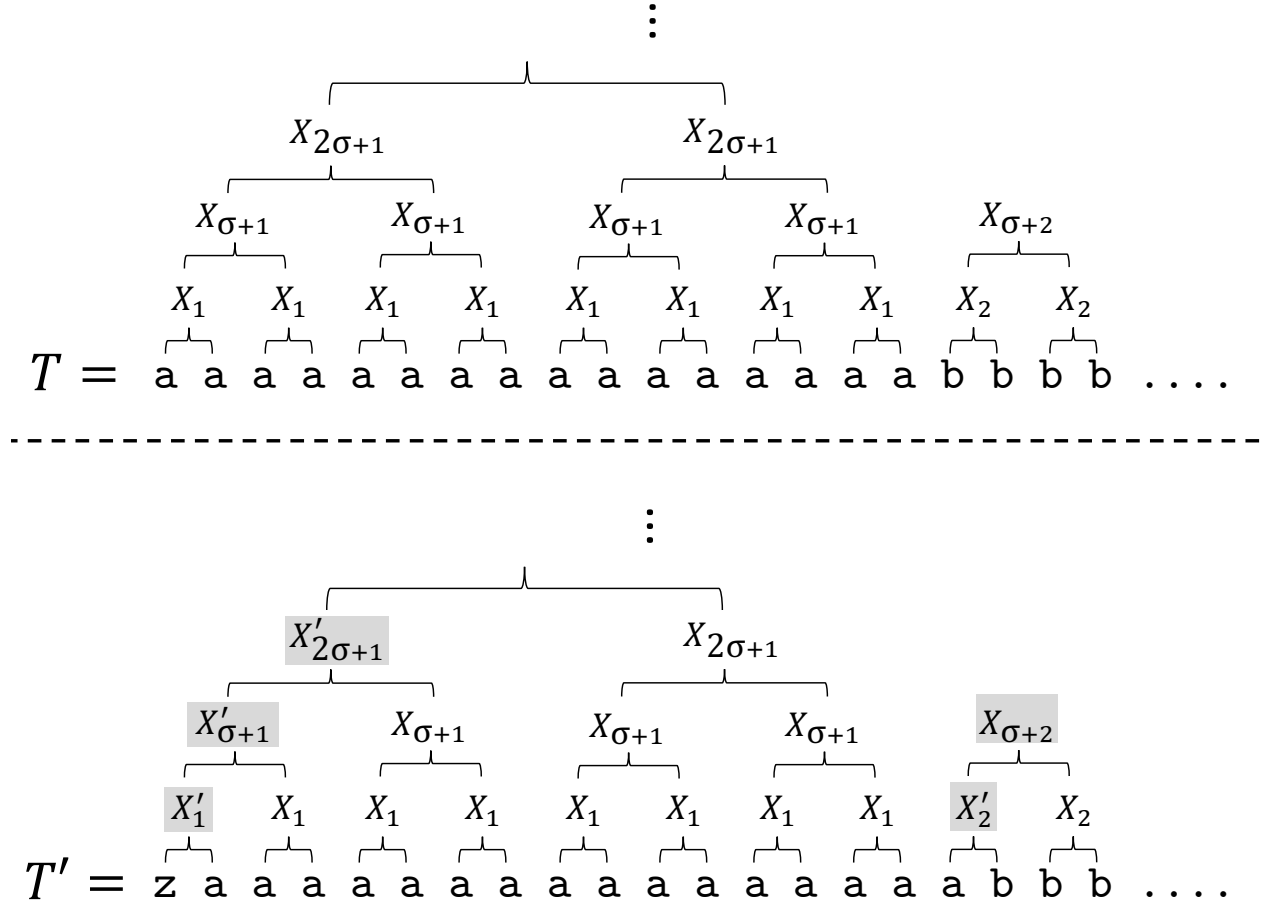 ⋮
X_{2σ+1} X_{2σ+1}
X_{σ+1} X_{σ+1} X_{σ+1} X_{σ+1} X_{σ+2}
X_1 X_1 X_1 X_1 X_1 X_1 X_1 X_1 X_2 X_2
T = a a a a a a a a a a a a a a a a b b b b ....
⋮
X'_{2σ+1} X_{2σ+1}
X'_{σ+1} X_{σ+1} X_{σ+1} X_{σ+1} X_{σ+2}
X'_1 X_1 X_1 X_1 X_1 X_1 X_1 X_1 X'_2 X_2
T' = z a a a a a a a a a a a a a a a a b b b ....